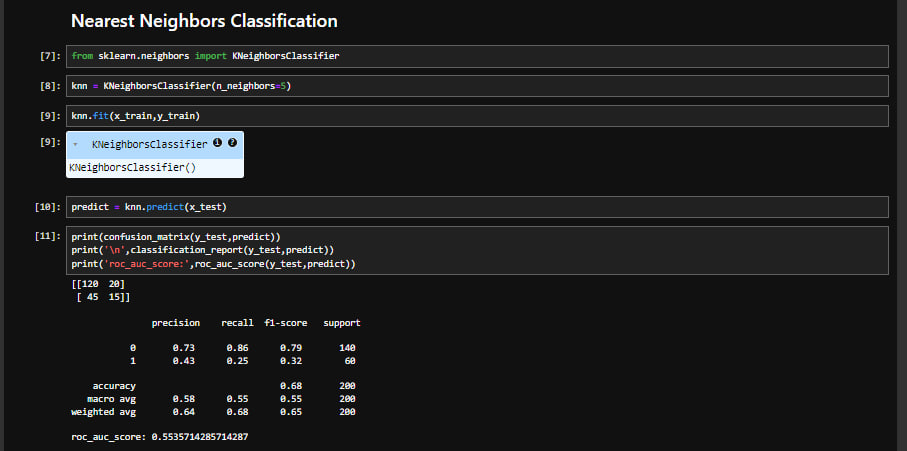 Nearest Neighbors Classification
[7]: from sklearn.neighbors import KNeighborsClassifier
[8]: knn = KNeighborsClassifier(n_neighbors=5)
[9]: knn.fit(x_train,y_train)
[9]: KNeighborsClassifier i ?
KNeighborsClassifier()
[10]: predict = knn.predict(x_test)
[11]: print(confusion_matrix(y_test,predict))
print('\n',classification_report(y_test,predict))
print('roc_auc_score:',roc_auc_score(y_test,predict))
[[120 20]
[ 45 15]]
precision recall f1-score support
0 0.73 0.86 0.79 140
1 0.43 0.25 0.32 60
accuracy 0.68 200
macro avg 0.58 0.55 0.55 200
weighted avg 0.64 0.68 0.65 200
roc_auc_score: 0.5535714285714287